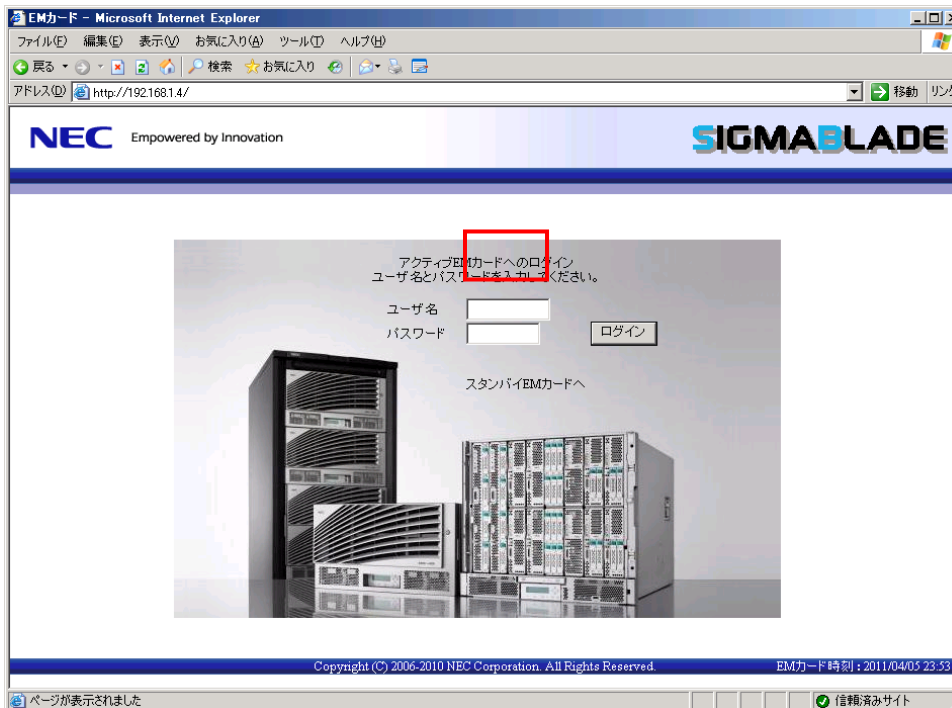 EMカード - Microsoft Internet Explorer
ファイル(F) 編集(E) 表示(V) お気に入り(A) ツール(T) ヘルプ(H)
戻る 検索 お気に入り
アドレス(D) http://192.168.1.4/ 移動 リンク
NEC Empowered by Innovation SIGMABLADE
アクティブEMカードへのログイン
ユーザ名とパスワードを入力してください。
ユーザ名
パスワード ログイン
スタンバイEMカードへ
Copyright (C) 2006-2010 NEC Corporation. All Rights Reserved. EMカード時刻 : 2011/04/05 23:53
ページが表示されました 信頼済みサイト